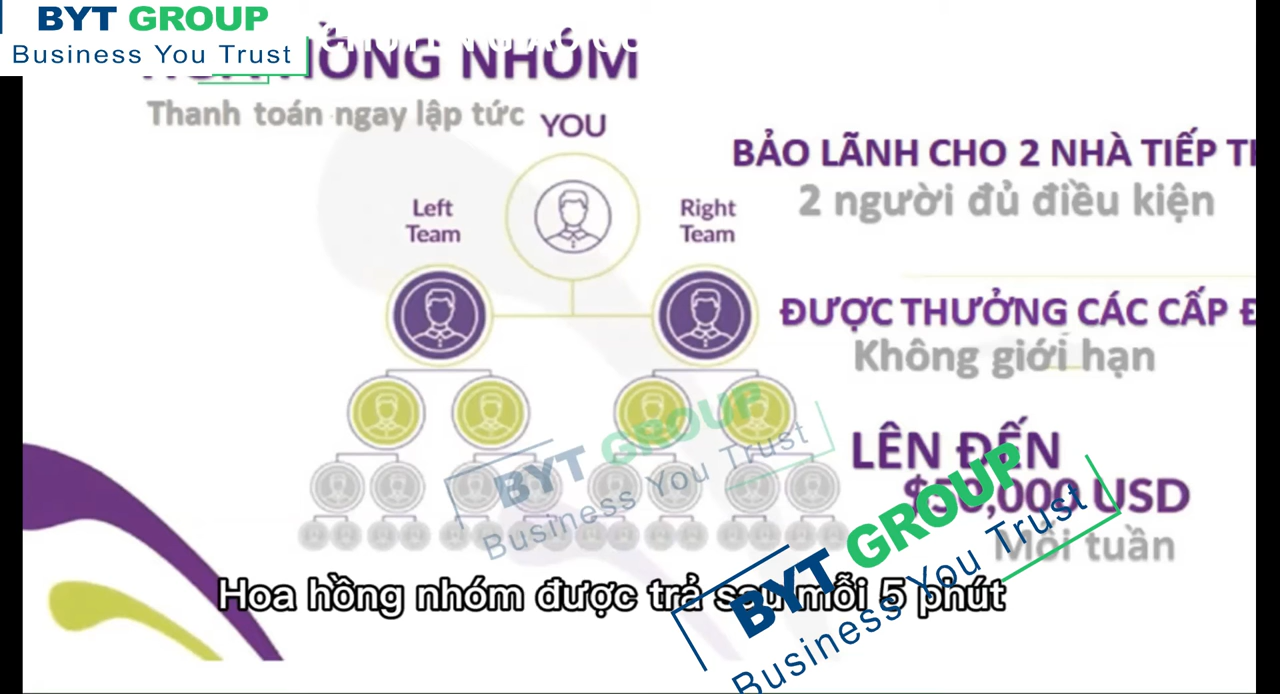 BYT GROUP
Business You Trust
HỒNG NHÓM
Thanh toán ngay lập tức
YOU
BẢO LÃNH CHO 2 NHÀ TIẾP
2 người đủ điều kiện
Left
Team
Right
Team
ĐƯỢC THƯỞNG CÁC CẤP
Không giới hạn
LÊN ĐẾN
$50,000 USD
Mỗi tuần
BYT GROUP
Business You Trust
BYT GROUP
Business You Trust
Hoa hồng nhóm được trả sau mỗi 5 phút